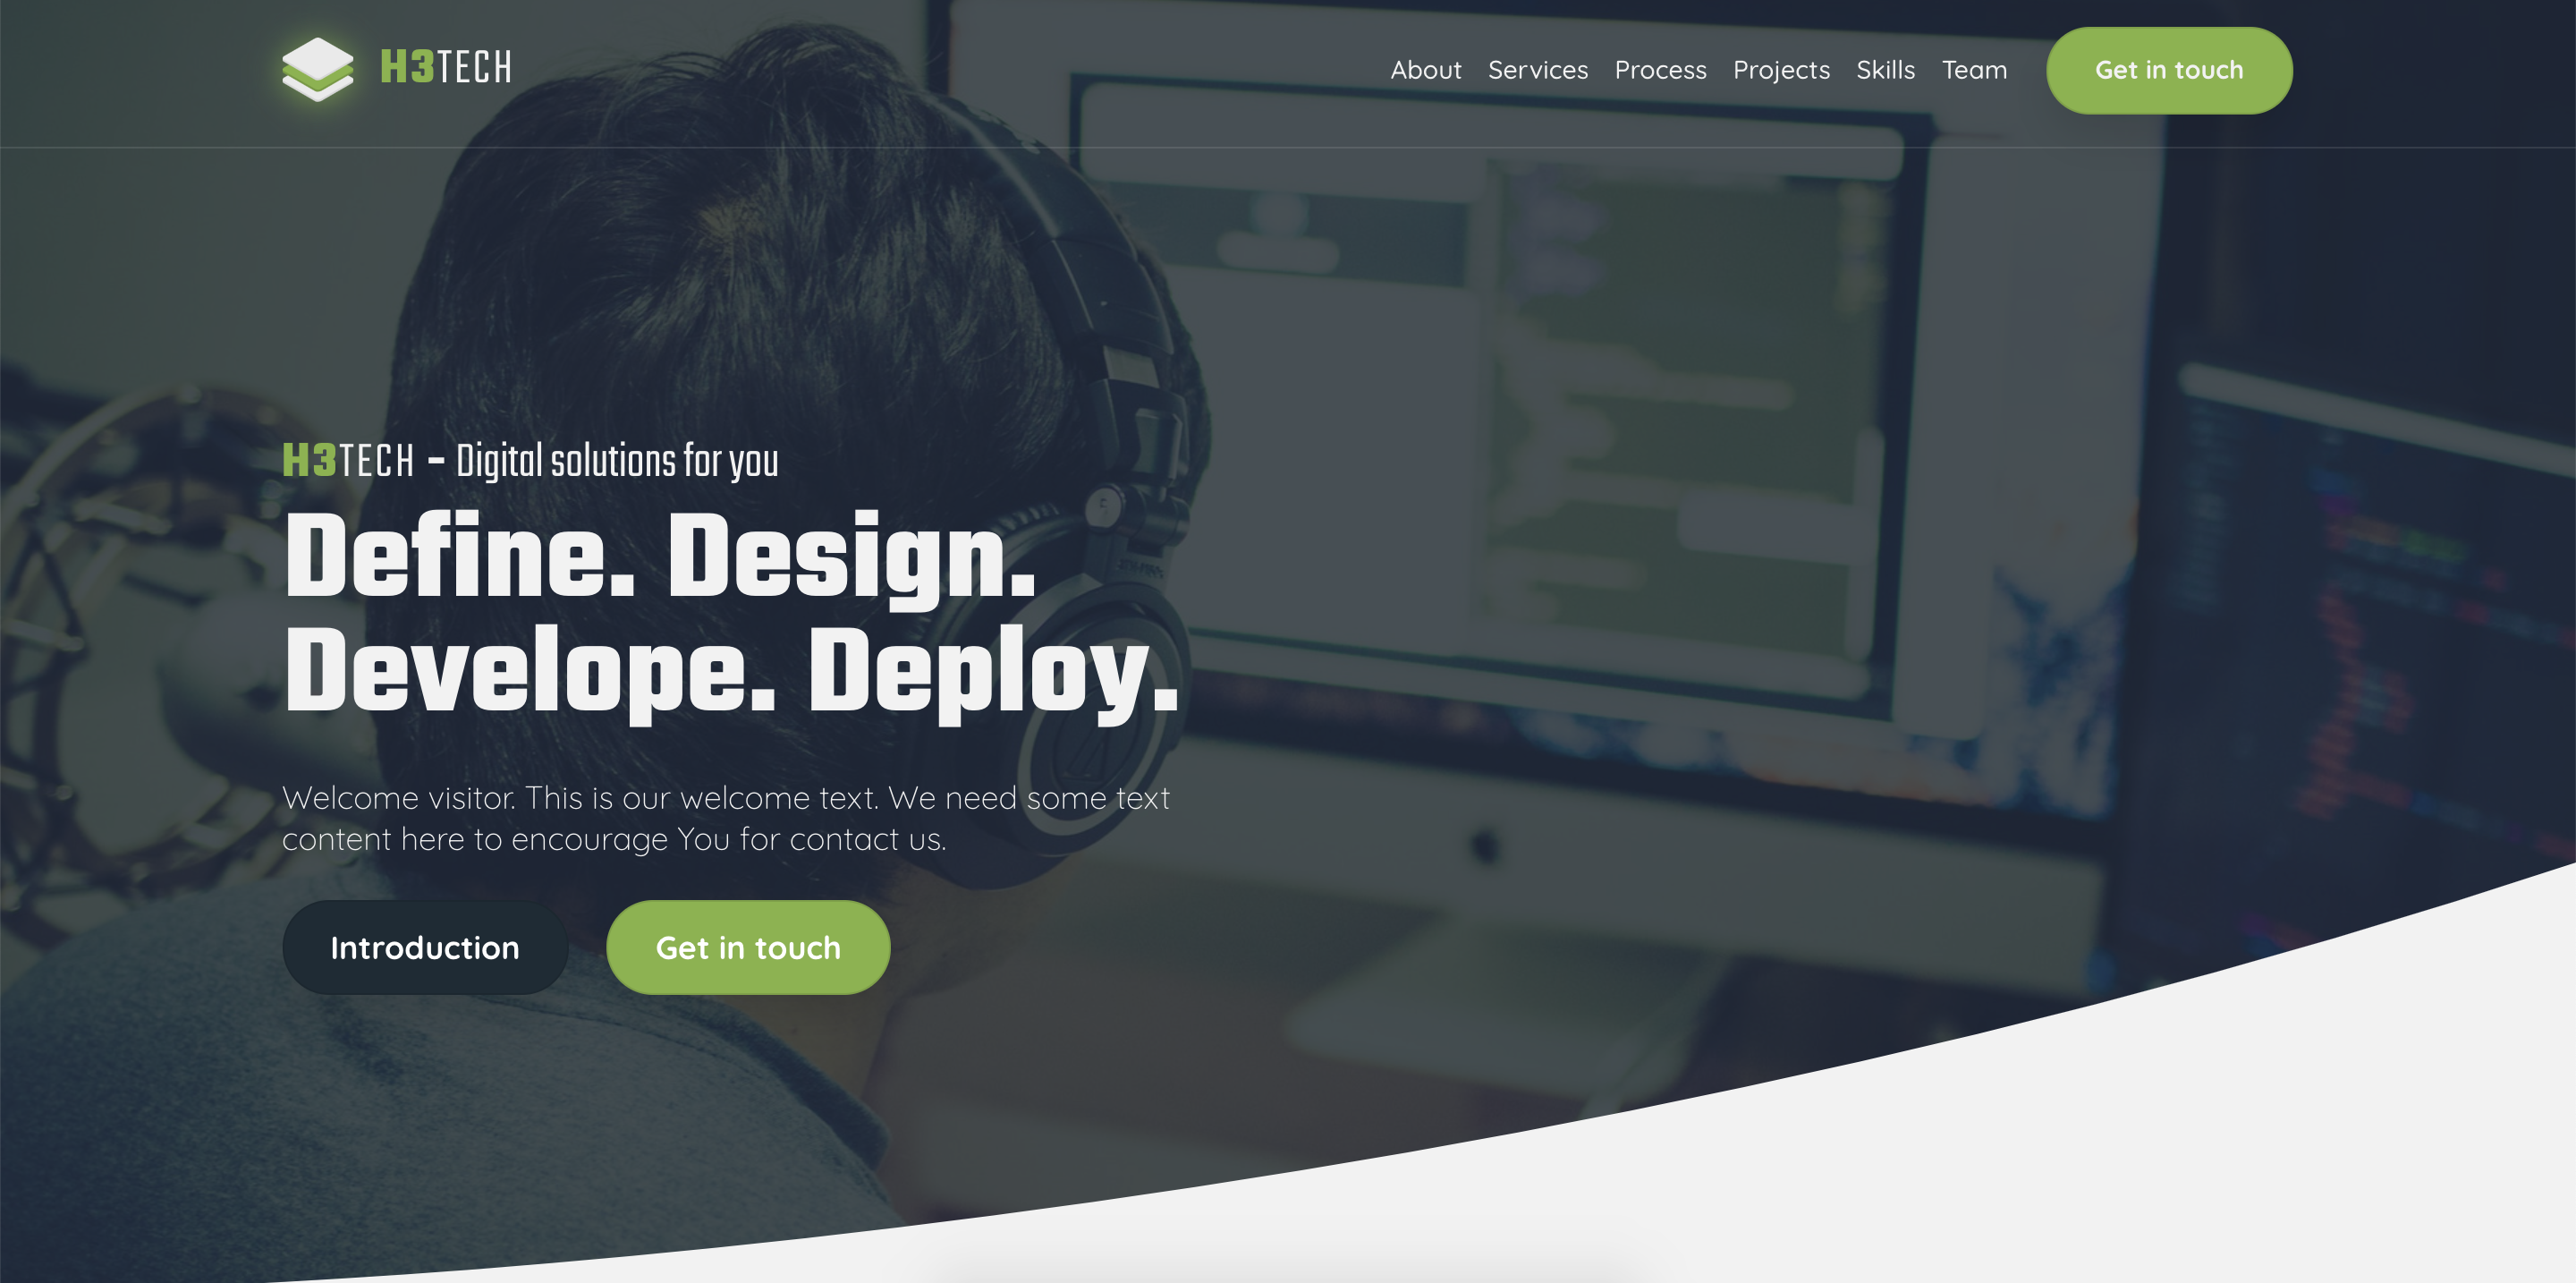 H3TECH
About Services Process Projects Skills Team Get in touch
H3TECH - Digital solutions for you
Define. Design.
Develope. Deploy.
Welcome visitor. This is our welcome text. We need some text
content here to encourage You for contact us.
Introduction Get in touch